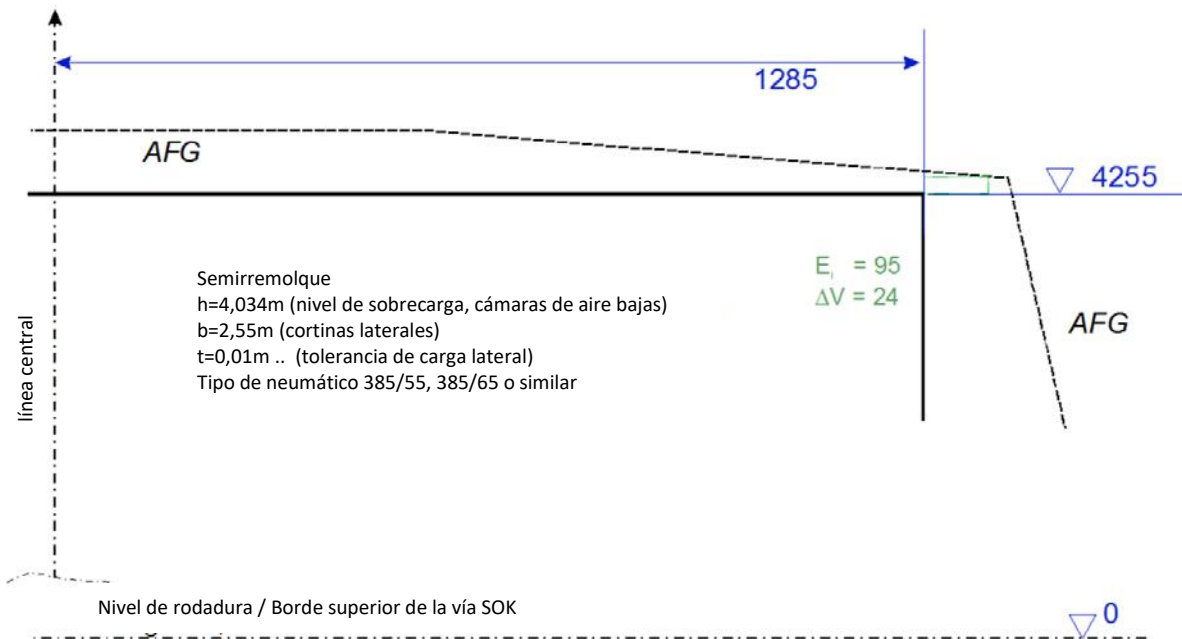 1285
AFG
4255
Semirremolque
h=4,034m (nivel de sobrecarga, cámaras de aire bajas)
b=2,55m (cortinas laterales)
t=0,01m .. (tolerancia de carga lateral)
Tipo de neumático 385/55, 385/65 o similar
Ei = 95
ΔV = 24
AFG
línea central
Nivel de rodadura / Borde superior de la vía SOK
0